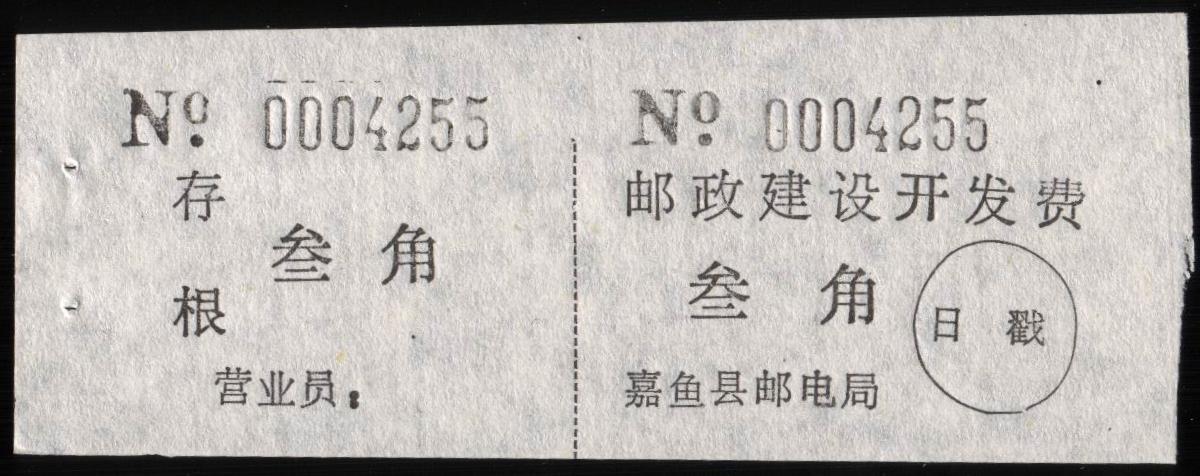 Nº 0004255
存根
叁角
营业员：
Nº 0004255
邮政建设开发费
叁角
日戳
嘉鱼县邮电局